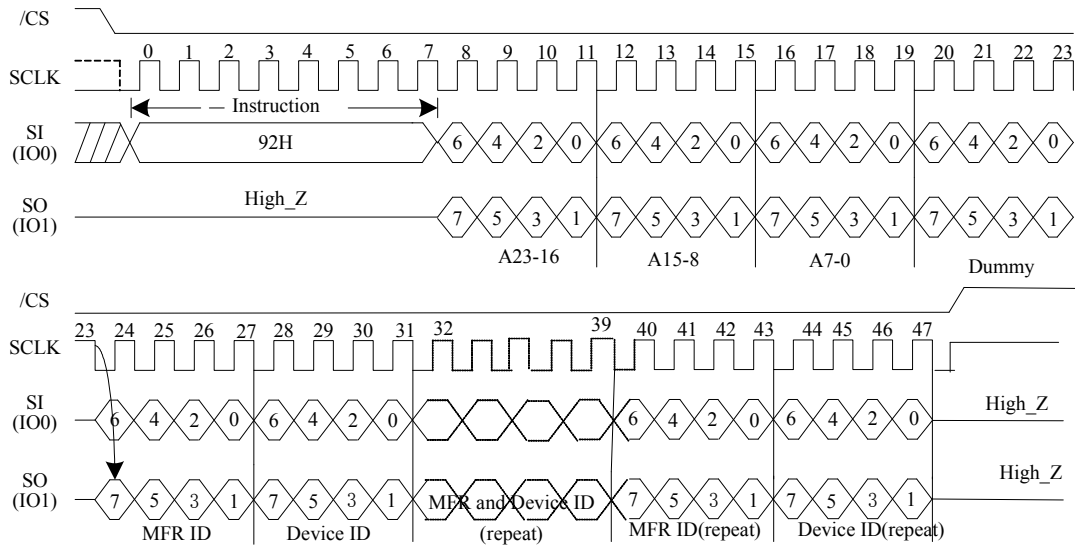 /CS
0 1 2 3 4 5 6 7 8 9 10 11 12 13 14 15 16 17 18 19 20 21 22 23
SCLK
Instruction
SI
(IO0)
92H
6 4 2 0 6 4 2 0 6 4 2 0 6 4 2 0
SO
(IO1)
High_Z
7 5 3 1 7 5 3 1 7 5 3 1 7 5 3 1
A23-16 A15-8 A7-0 Dummy
/CS
23 24 25 26 27 28 29 30 31 32 39 40 41 42 43 44 45 46 47
SCLK
SI
(IO0)
6 4 2 0 6 4 2 0 6 4 2 0 6 4 2 0
High_Z
SO
(IO1)
7 5 3 1 7 5 3 1 MFR and Device ID 7 5 3 1 7 5 3 1
High_Z
MFR ID Device ID (repeat) MFR ID(repeat) Device ID(repeat)